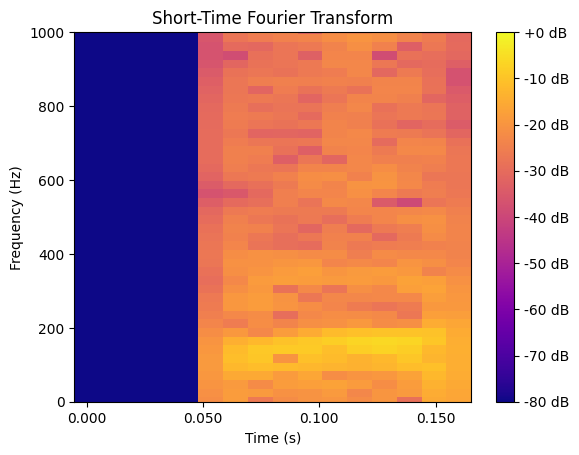 Short-Time Fourier Transform
1000
800
600
400
200
0
Frequency (Hz)
0.000
0.050
0.100
0.150
Time (s)
+0 dB
-10 dB
-20 dB
-30 dB
-40 dB
-50 dB
-60 dB
-70 dB
-80 dB